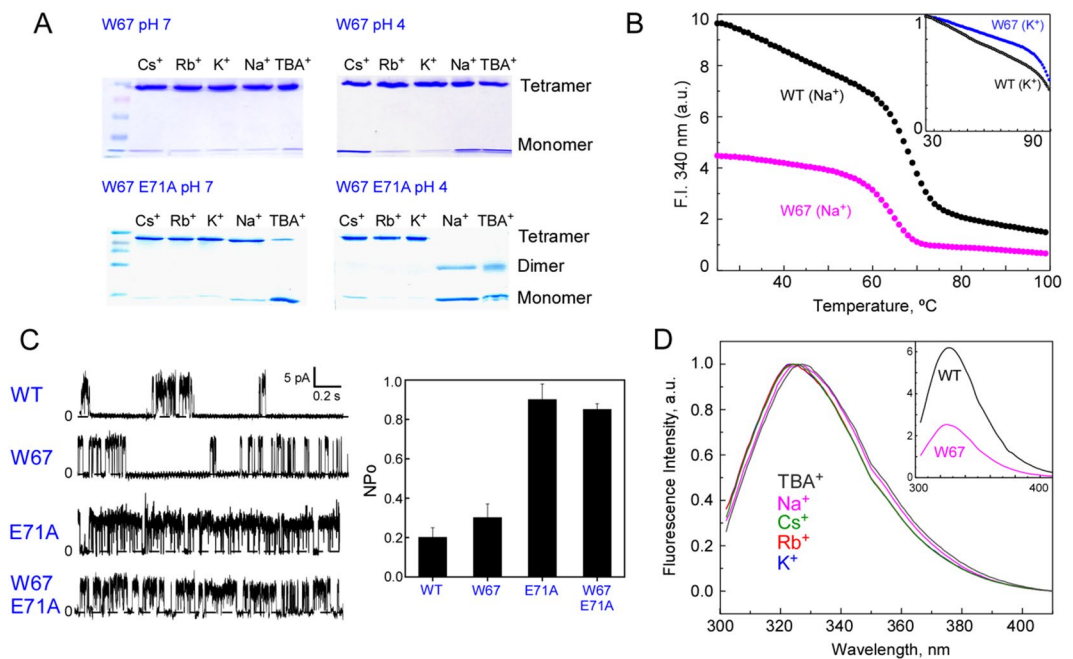 A
W67 pH 7
W67 pH 4
Cs⁺ Rb⁺ K⁺ Na⁺ TBA⁺
Cs⁺ Rb⁺ K⁺ Na⁺ TBA⁺
Tetramer
Monomer
W67 E71A pH 7
W67 E71A pH 4
Cs⁺ Rb⁺ K⁺ Na⁺ TBA⁺
Cs⁺ Rb⁺ K⁺ Na⁺ TBA⁺
Tetramer
Dimer
Monomer
B
F.I. 340 nm (a.u.)
10
8
6
4
2
0
WT (Na⁺)
W67 (Na⁺)
40 60 80 100
Temperature, ºC
1
0
W67 (K⁺)
WT (K⁺)
30 90
C
WT
0
5 pA
0.2 s
W67
0
E71A
0
W67
E71A
0
NPo
1.0
0.8
0.6
0.4
0.2
0.0
WT W67 E71A W67
E71A
D
Fluorescence Intensity, a.u.
1.0
0.8
0.6
0.4
0.2
0.0
TBA⁺
Na⁺
Cs⁺
Rb⁺
K⁺
300 320 340 360 380 400
Wavelength, nm
6
4
2
0
WT
W67
300 400